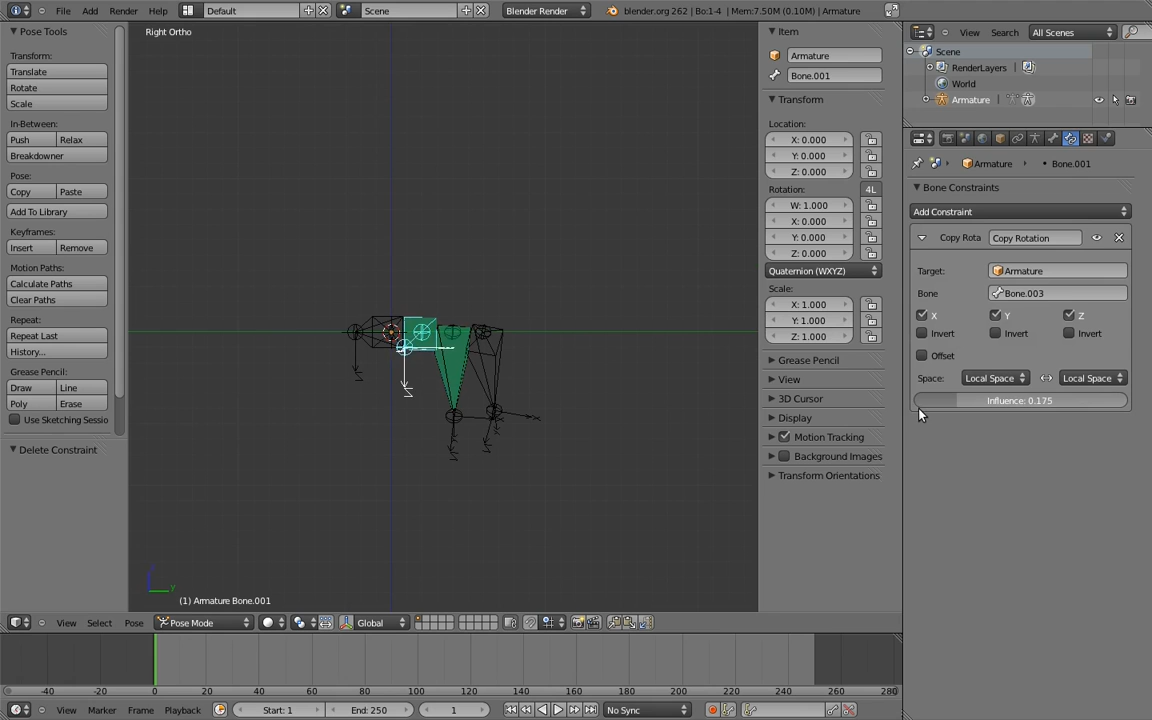 File Add Render Help Default Scene Blender Render blender.org 262 | Bo:1-4 | Mem:7.50M (0.10M) | Armature
Pose Tools
Transform:
Translate
Rotate
Scale
In-Between:
Push Relax
Breakdowner
Pose:
Copy Paste
Add To Library
Keyframes:
Insert Remove
Motion Paths:
Calculate Paths
Clear Paths
Repeat:
Repeat Last
History...
Grease Pencil:
Draw Line
Poly Erase
Use Sketching Sessio
Delete Constraint
Right Ortho
(1) Armature Bone.001
Item
Armature
Bone.001
Transform
Location:
X: 0.000
Y: 0.000
Z: 0.000
Rotation: 4L
W: 1.000
X: 0.000
Y: 0.000
Z: 0.000
Quaternion (WXYZ)
Scale:
X: 1.000
Y: 1.000
Z: 1.000
Grease Pencil
View
3D Cursor
Display
Motion Tracking
Background Images
Transform Orientations
View Search All Scenes
Scene
RenderLayers |
World
Armature |
Armature Bone.001
Bone Constraints
Add Constraint
Copy Rota Copy Rotation
Target: Armature
Bone Bone.003
X Y Z
Invert Invert Invert
Offset
Space: Local Space Local Space
Influence: 0.175
View Select Pose Pose Mode Global
-40 -20 0 20 40 60 80 100 120 140 160 180 200 220 240 260 280
View Marker Frame Playback Start: 1 End: 250 1 No Sync